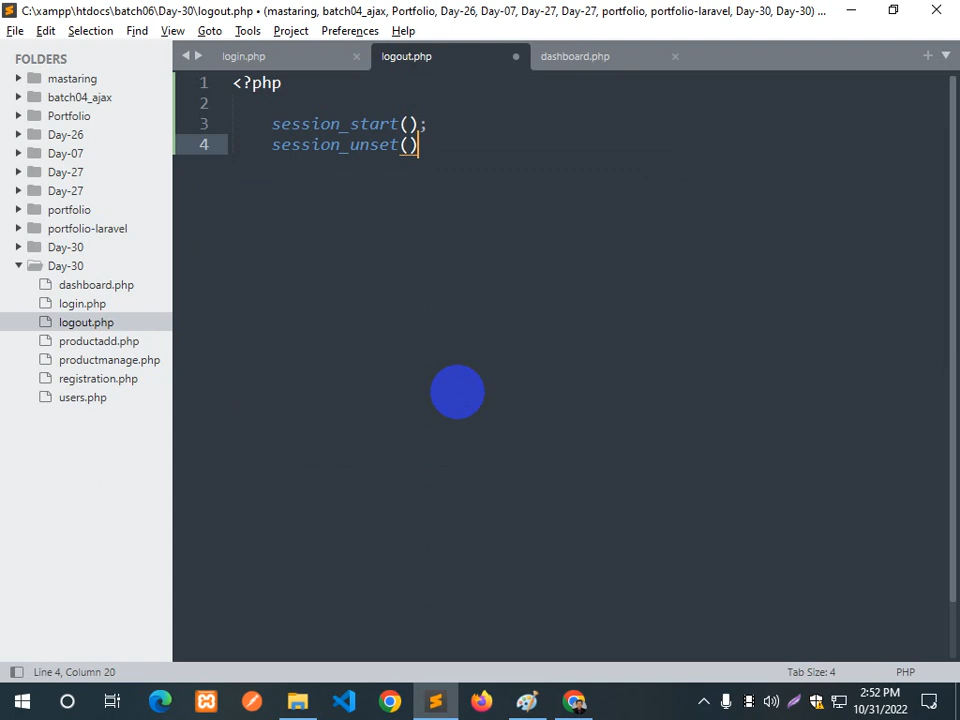 C:\xampp\htdocs\batch06\Day-30\logout.php • (mastaring, batch04_ajax, Portfolio, Day-26, Day-07, Day-27, Day-27, portfolio, portfolio-laravel, Day-30, Day-30) ...
File Edit Selection Find View Goto Tools Project Preferences Help
FOLDERS
mastaring
batch04_ajax
Portfolio
Day-26
Day-07
Day-27
Day-27
portfolio
portfolio-laravel
Day-30
Day-30
dashboard.php
login.php
logout.php
productadd.php
productmanage.php
registration.php
users.php
login.php logout.php dashboard.php
1 <?php
2
3 session_start();
4 session_unset()
Line 4, Column 20 Tab Size: 4 PHP
2:52 PM
10/31/2022